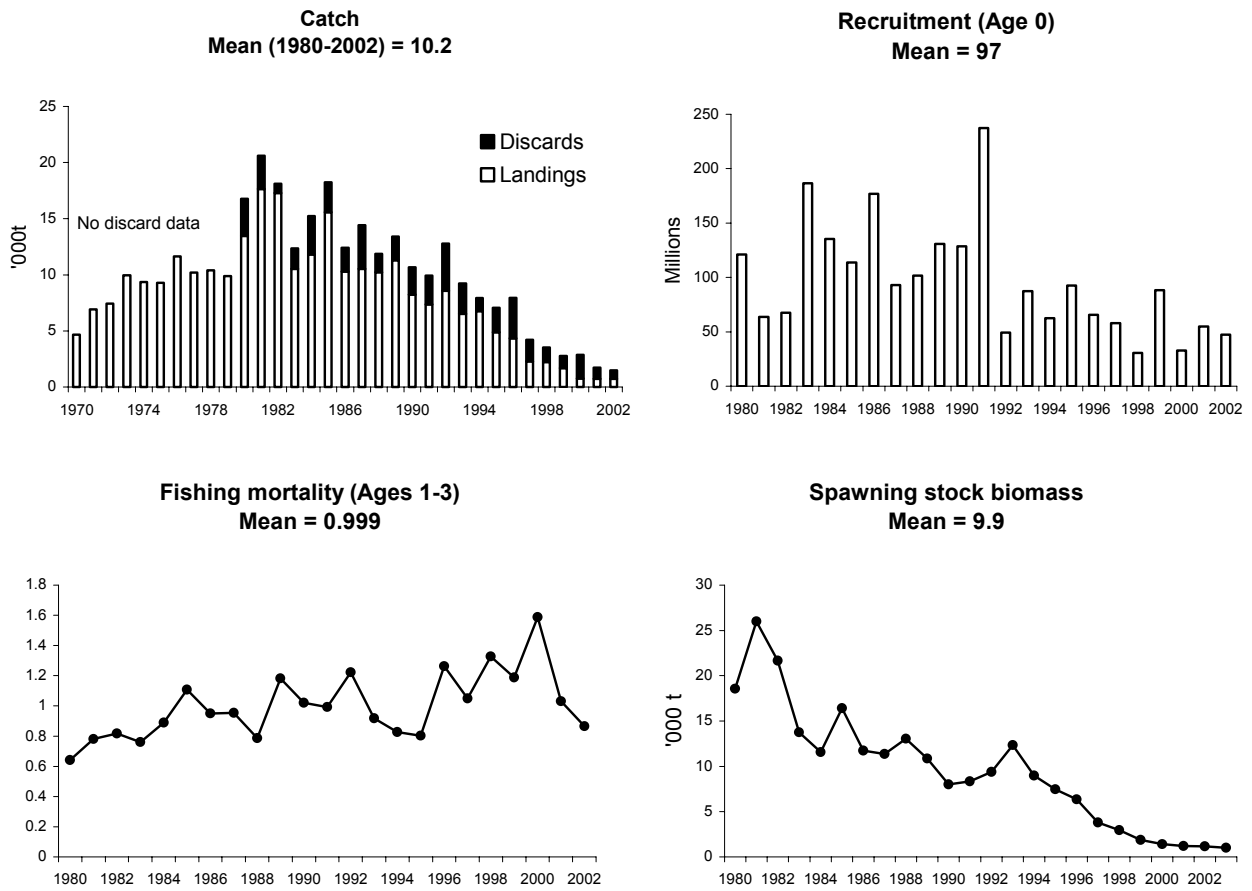 Catch
Mean (1980-2002) = 10.2
25
20
15
10
5
0
'000t
No discard data
Discards
Landings
1970 1974 1978 1982 1986 1990 1994 1998 2002
Recruitment (Age 0)
Mean = 97
250
200
150
100
50
0
Millions
1980 1982 1984 1986 1988 1990 1992 1994 1996 1998 2000 2002
Fishing mortality (Ages 1-3)
Mean = 0.999
1.8
1.6
1.4
1.2
1
0.8
0.6
0.4
0.2
0
1980 1982 1984 1986 1988 1990 1992 1994 1996 1998 2000 2002
Spawning stock biomass
Mean = 9.9
30
25
20
15
10
5
0
'000 t
1980 1982 1984 1986 1988 1990 1992 1994 1996 1998 2000 2002